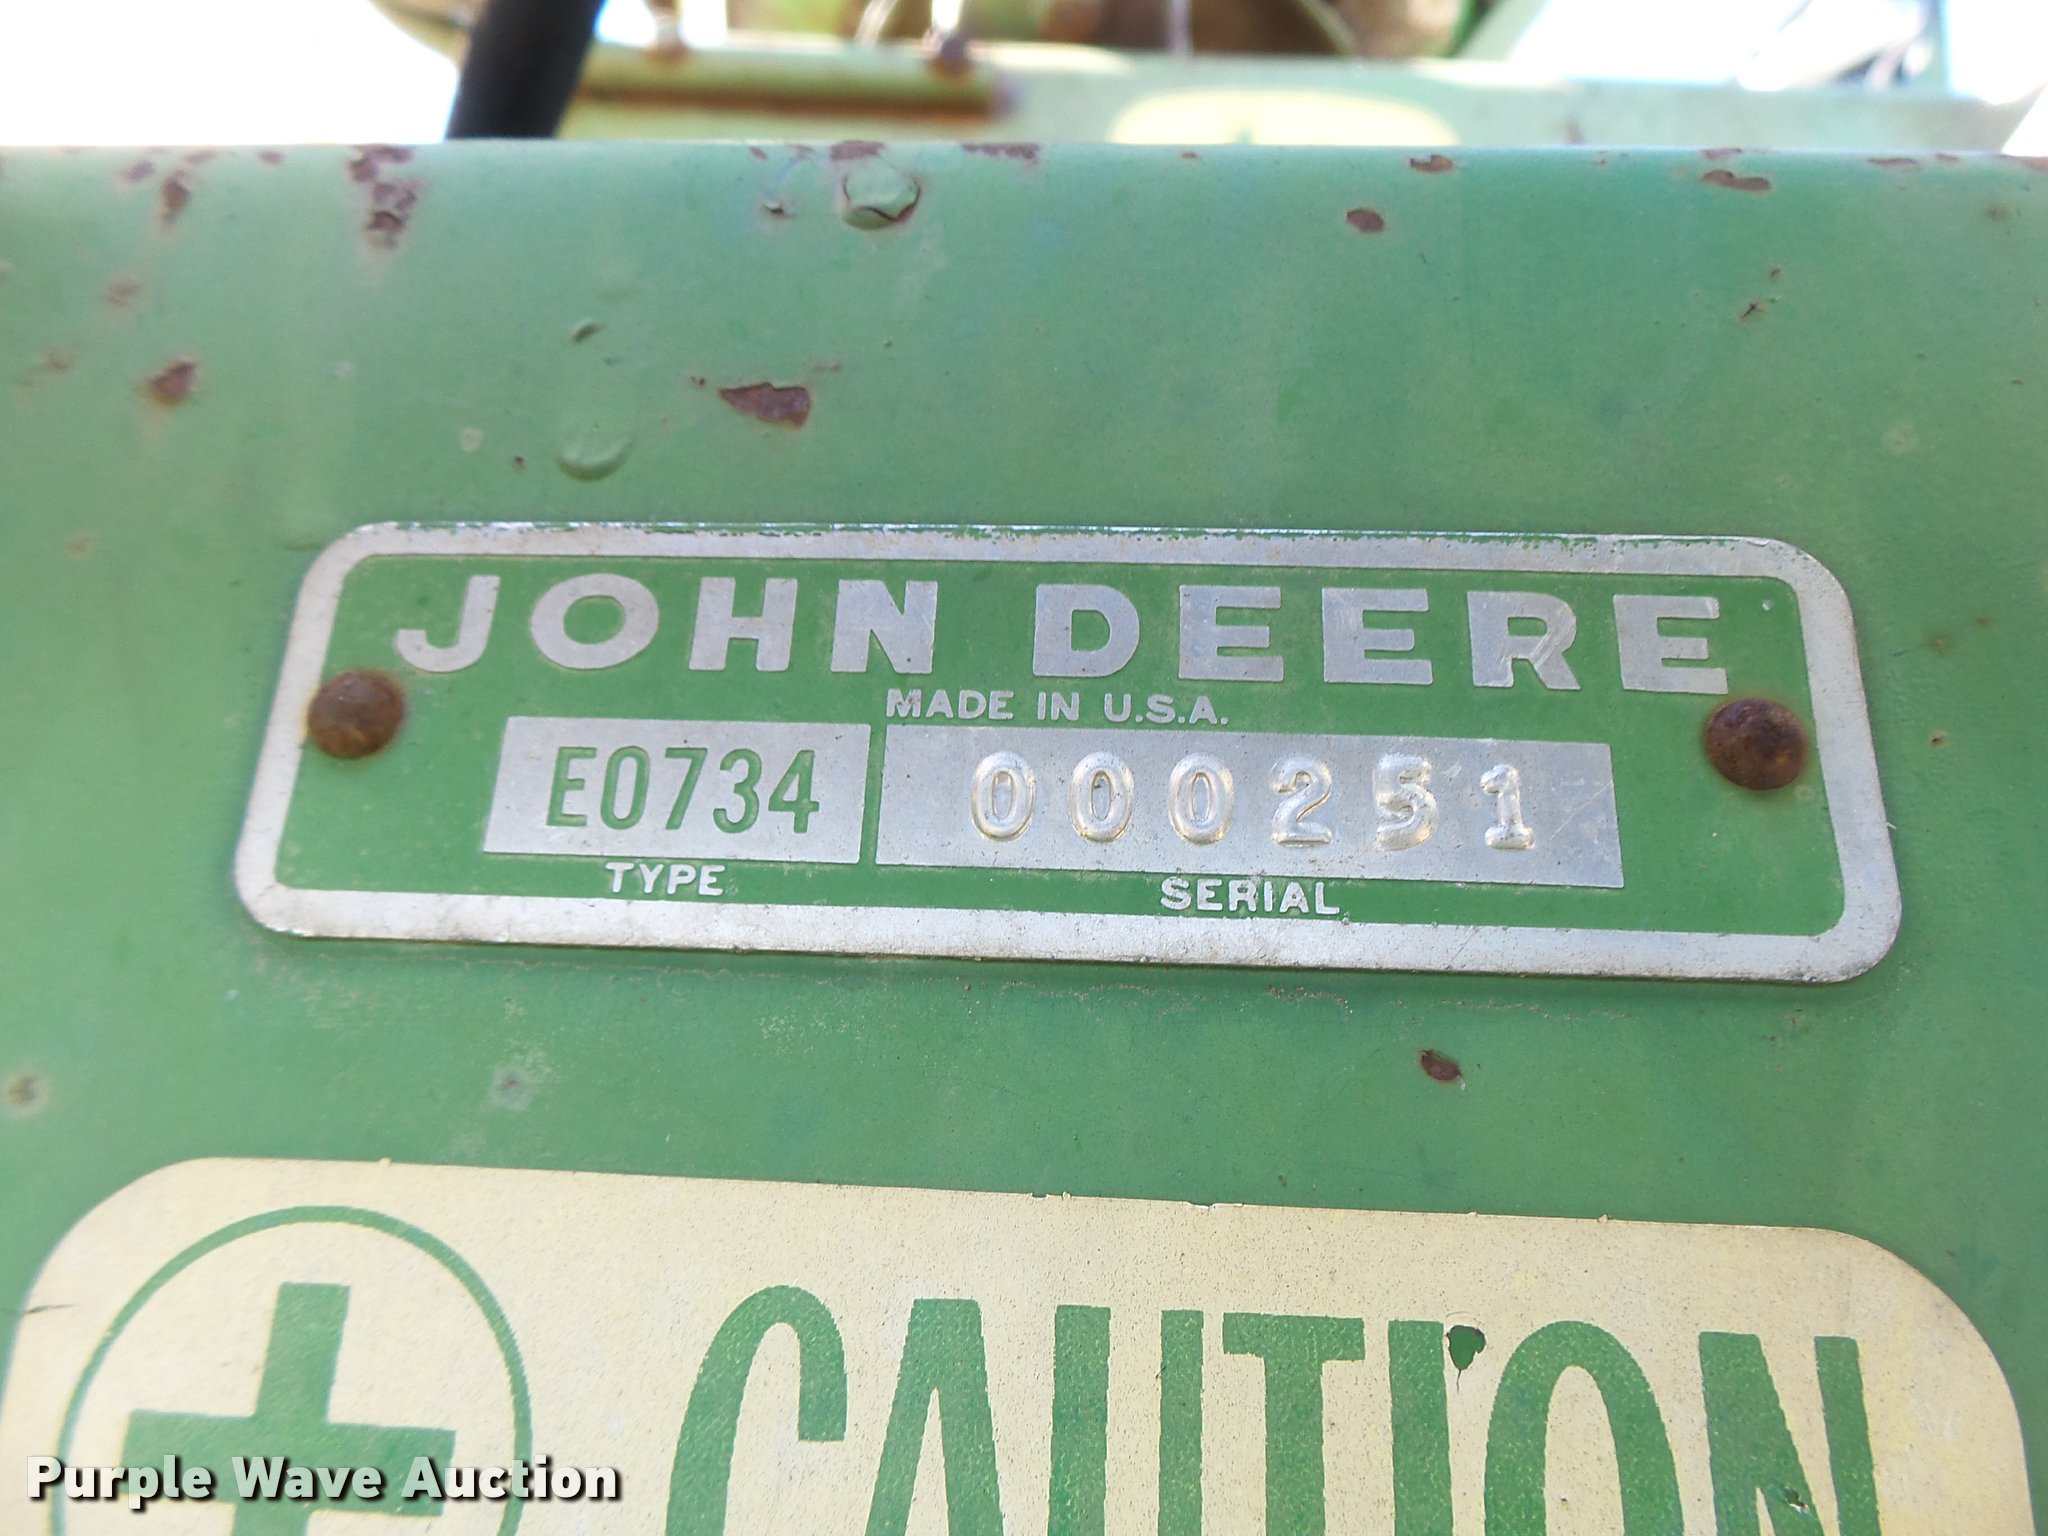 JOHN DEERE
MADE IN U.S.A.
E0734 000251
TYPE SERIAL
CAUTION
Purple Wave Auction